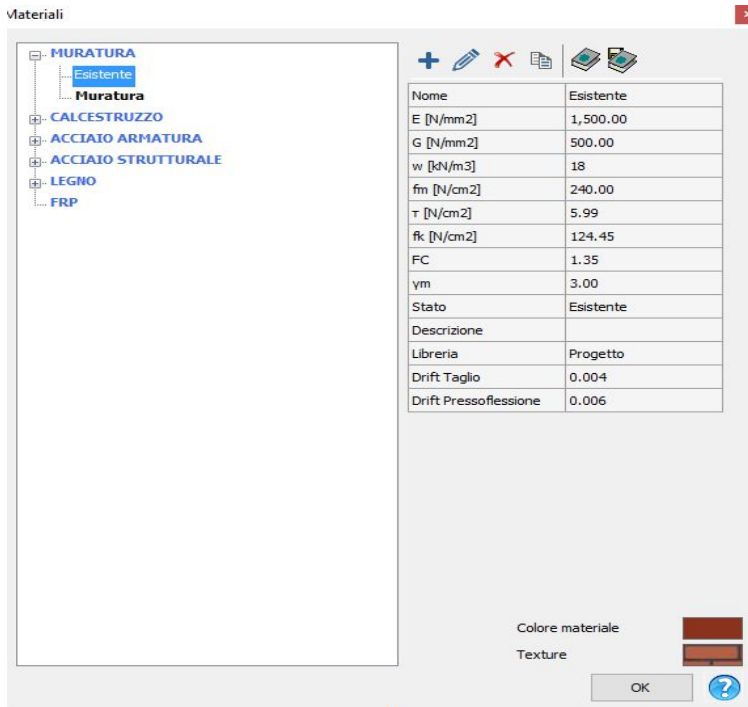 Materiali
MURATURA
Esistente
Muratura
CALCESTRUZZO
ACCIAIO ARMATURA
ACCIAIO STRUTTURALE
LEGNO
FRP
Nome Esistente
E [N/mm2] 1,500.00
G [N/mm2] 500.00
w [kN/m3] 18
fm [N/cm2] 240.00
τ [N/cm2] 5.99
fk [N/cm2] 124.45
FC 1.35
γm 3.00
Stato Esistente
Descrizione
Libreria Progetto
Drift Taglio 0.004
Drift Pressoflessione 0.006
Colore materiale
Texture
OK ?